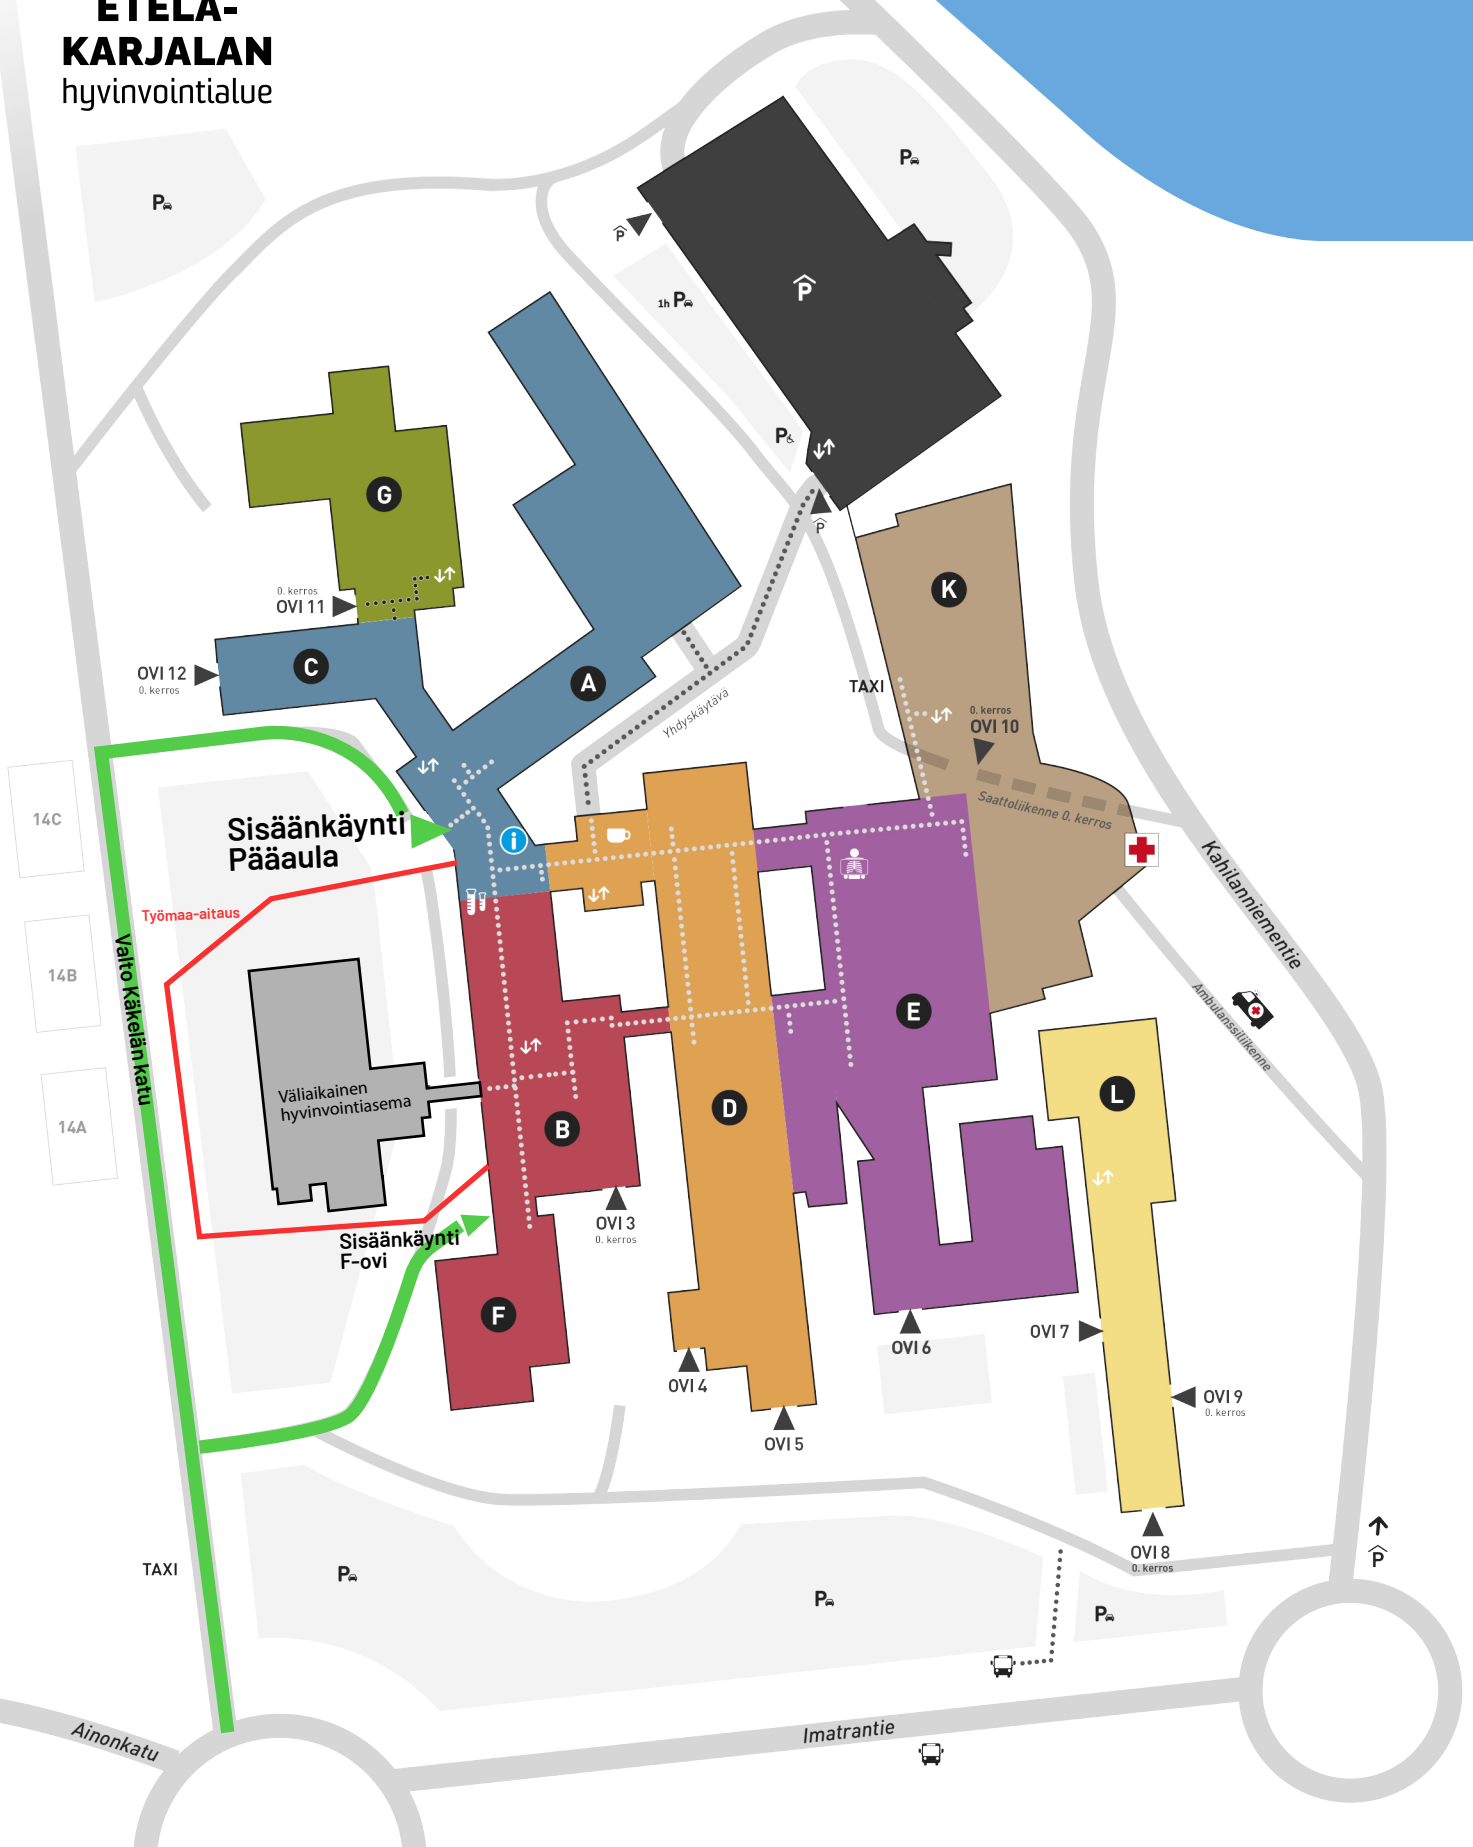 ETELÄ-
KARJALAN
hyvinvointialue
P
P
P
P
1h P
P
P
G
K
0. kerros
OVI 11
C
OVI 12
0. kerros
A
TAXI
0. kerros
OVI 10
Yhdyskäytävä
Saattoliikenne 0. kerros
14C
Sisäänkäynti
Pääaula
i
Kahilanniementie
Työmaa-aitaus
Valto Käkelän katu
14B
E
Ambulanssiliikenne
Väliaikainen
hyvinvointiasema
L
D
B
14A
OVI 3
0. kerros
Sisäänkäynti
F-ovi
F
OVI 7
OVI 6
OVI 4
OVI 9
0. kerros
OVI 5
OVI 8
0. kerros
P
TAXI
P
P
P
Ainonkatu
Imatrantie